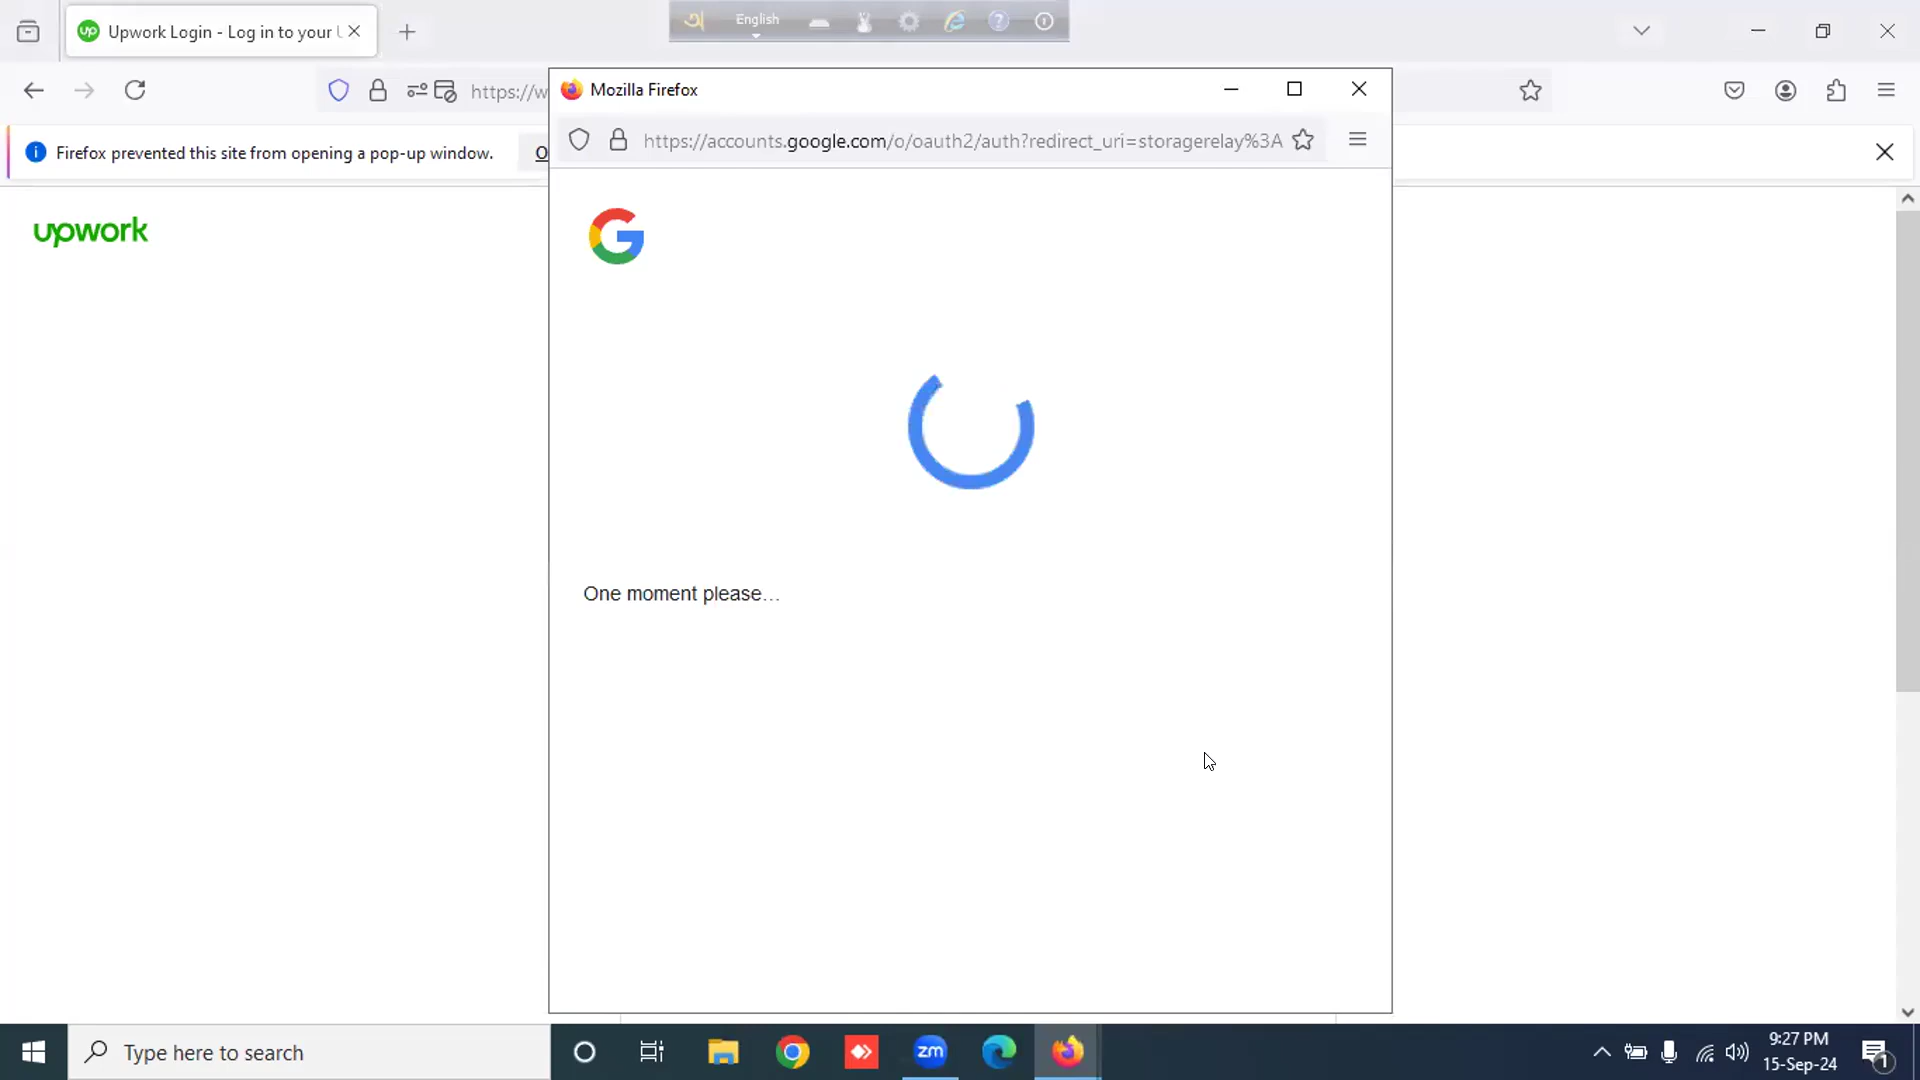 Upwork Login - Log in to your
English
https://w
Mozilla Firefox
https://accounts.google.com/o/oauth2/auth?redirect_uri=storagerelay%3A
Firefox prevented this site from opening a pop-up window.
O
upwork
One moment please…
Type here to search
zm
9:27 PM
15-Sep-24
1